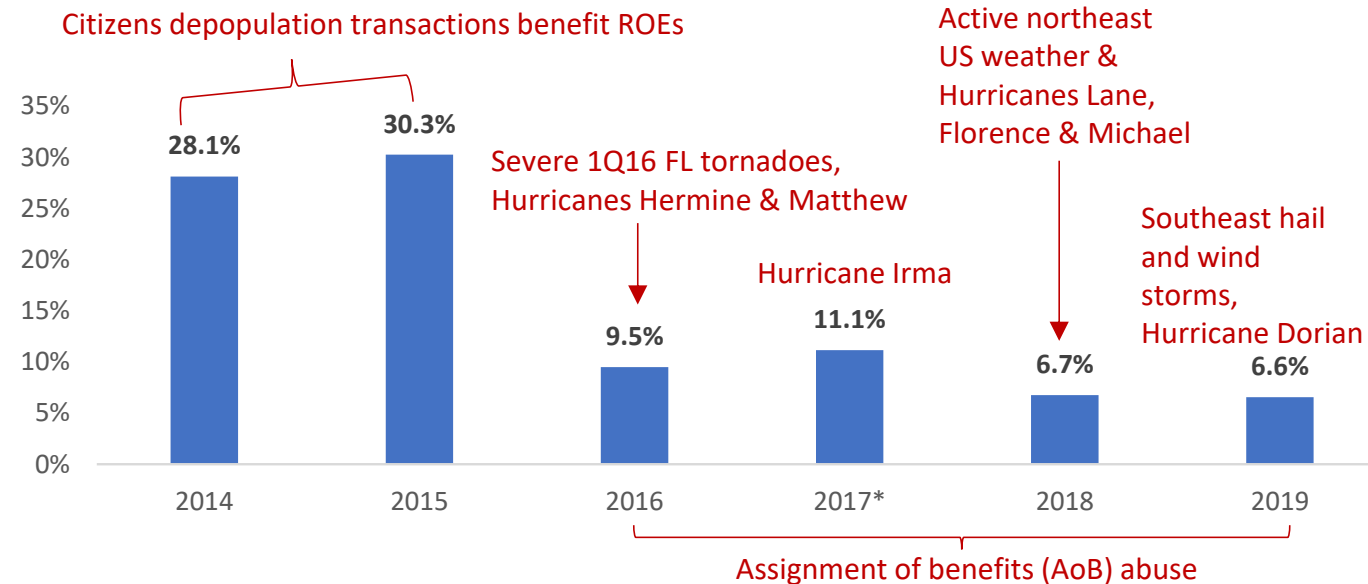 Citizens depopulation transactions benefit ROEs
Active northeast
US weather &
Hurricanes Lane,
Florence & Michael
Severe 1Q16 FL tornadoes,
Hurricanes Hermine & Matthew
Hurricane Irma
Southeast hail
and wind
storms,
Hurricane Dorian
35%
30%
25%
20%
15%
10%
5%
0%
28.1%
30.3%
9.5%
11.1%
6.7%
6.6%
2014
2015
2016
2017*
2018
2019
Assignment of benefits (AoB) abuse